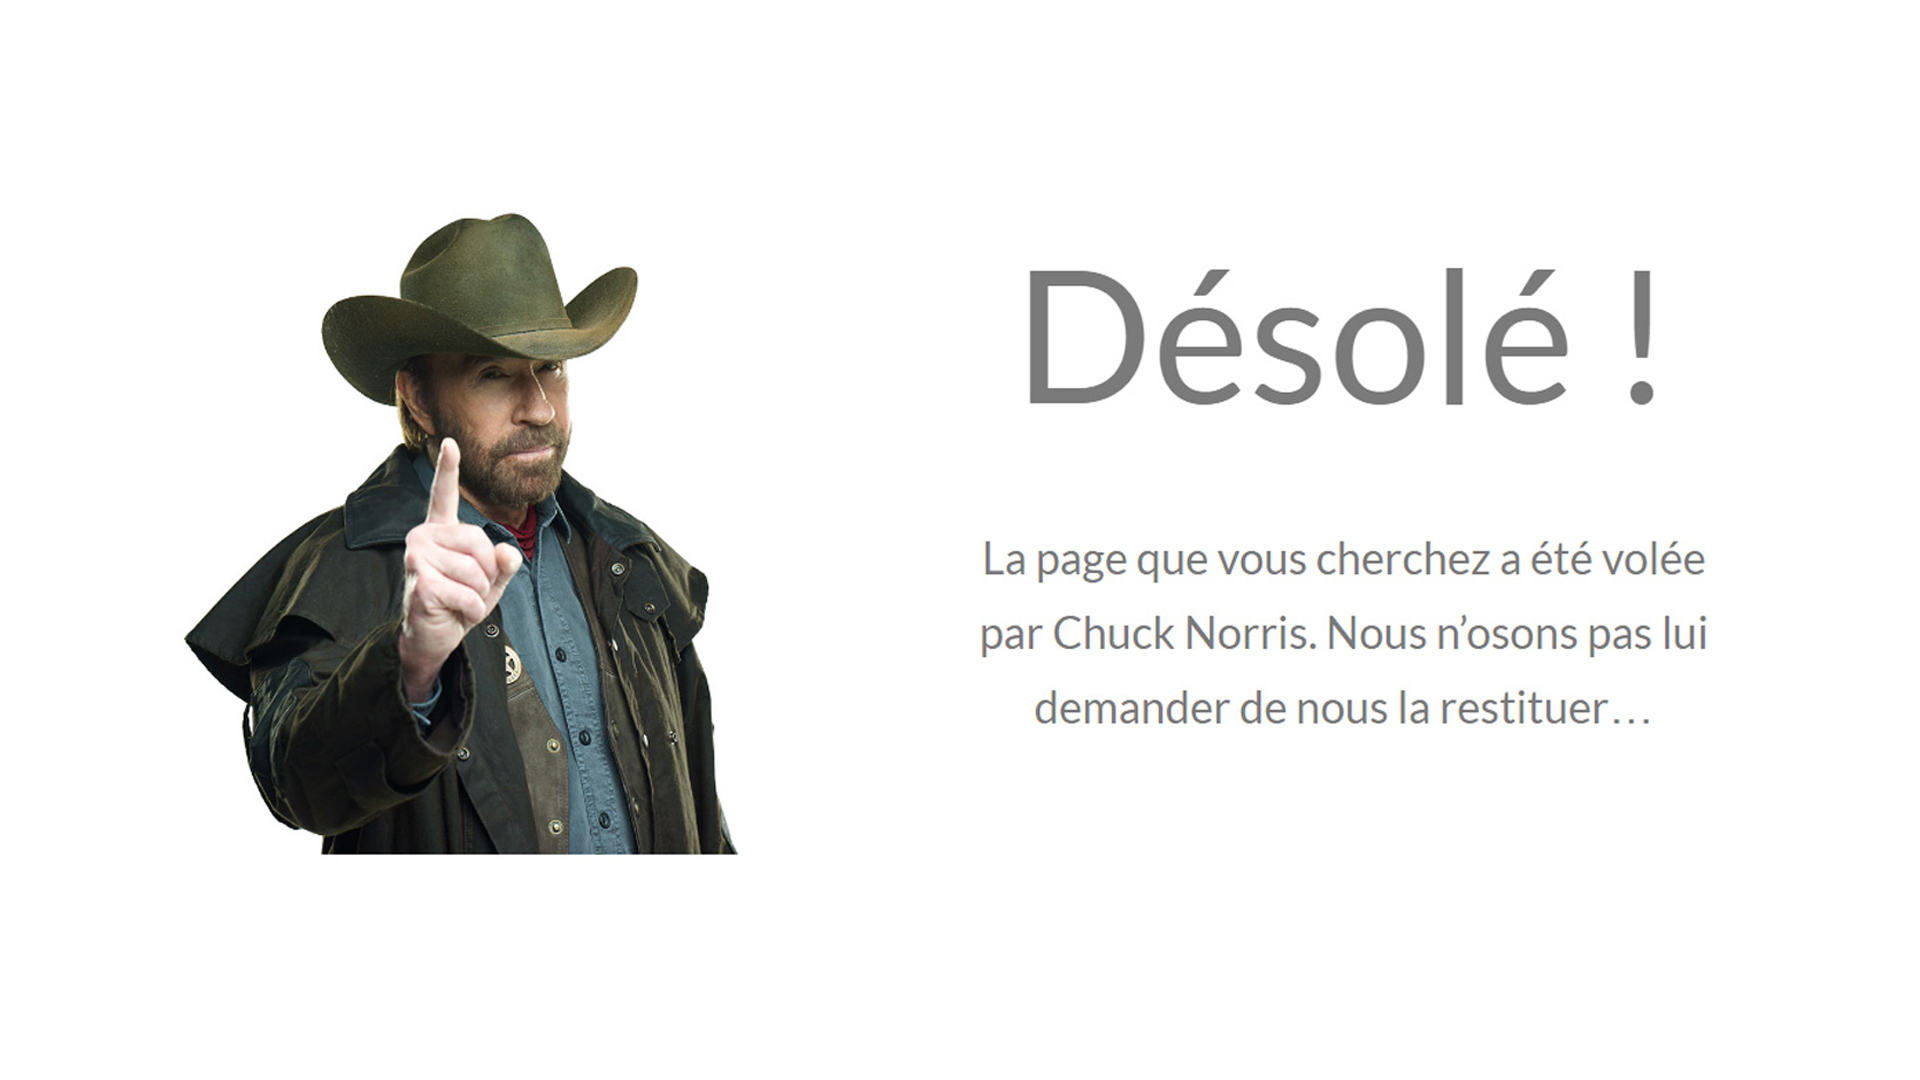 Désolé !
La page que vous cherchez a été volée
par Chuck Norris. Nous n’osons pas lui
demander de nous la restituer…